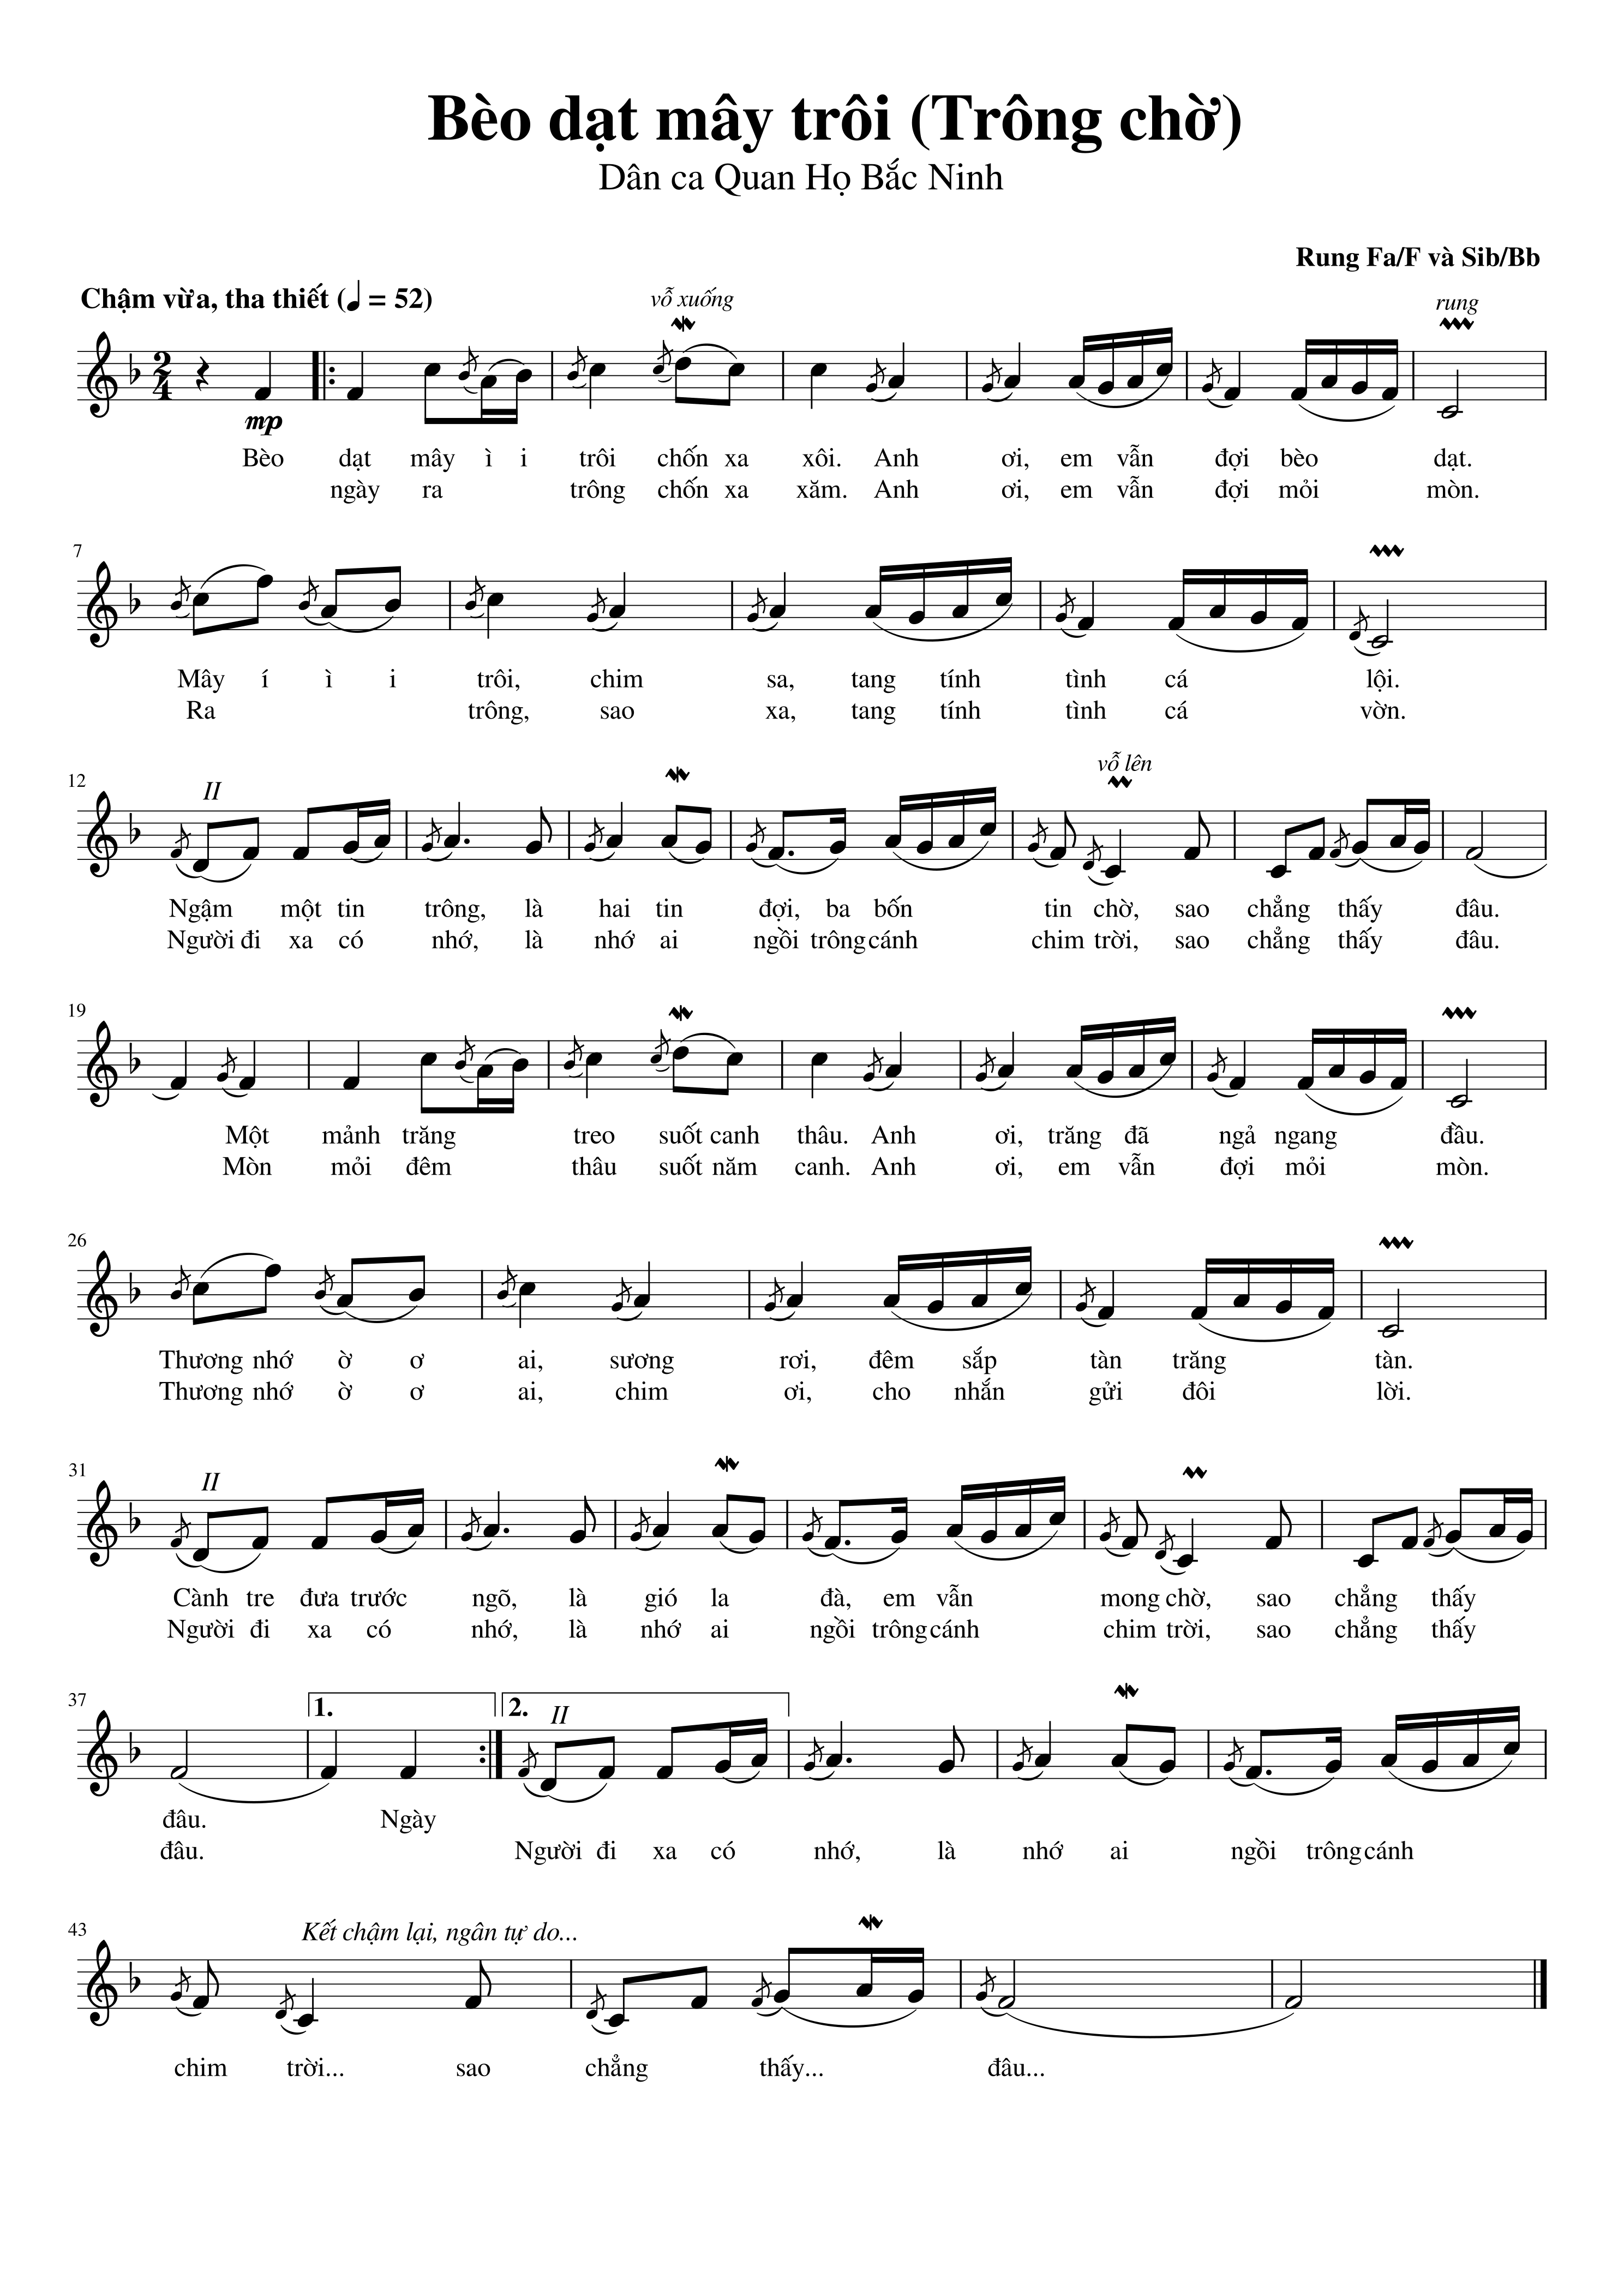 Bèo dạt mây trôi (Trông chờ)
Dân ca Quan Họ Bắc Ninh
Rung Fa/F và Sib/Bb
Chậm vừa, tha thiết (♩ = 52)
vỗ xuống
rung
2
4
mp
Bèo dạt mây ì i trôi chốn xa xôi. Anh ơi, em vẫn đợi bèo dạt.
ngày ra trông chốn xa xăm. Anh ơi, em vẫn đợi mỏi mòn.
7
Mây í ì i trôi, chim sa, tang tính tình cá lội.
Ra trông, sao xa, tang tính tình cá vờn.
vỗ lên
12
II
Ngậm một tin trông, là hai tin đợi, ba bốn tin chờ, sao chẳng thấy đâu.
Người đi xa có nhớ, là nhớ ai ngồi trông cánh chim trời, sao chẳng thấy đâu.
19
Một mảnh trăng treo suốt canh thâu. Anh ơi, trăng đã ngả ngang đầu.
Mòn mỏi đêm thâu suốt năm canh. Anh ơi, em vẫn đợi mỏi mòn.
26
Thương nhớ ờ ơ ai, sương rơi, đêm sắp tàn trăng tàn.
Thương nhớ ờ ơ ai, chim ơi, cho nhắn gửi đôi lời.
31
II
Cành tre đưa trước ngõ, là gió la đà, em vẫn mong chờ, sao chẳng thấy
Người đi xa có nhớ, là nhớ ai ngồi trông cánh chim trời, sao chẳng thấy
37
1.
2.
II
đâu. Ngày
đâu. Người đi xa có nhớ, là nhớ ai ngồi trông cánh
43
Kết chậm lại, ngân tự do...
chim trời... sao chẳng thấy... đâu...